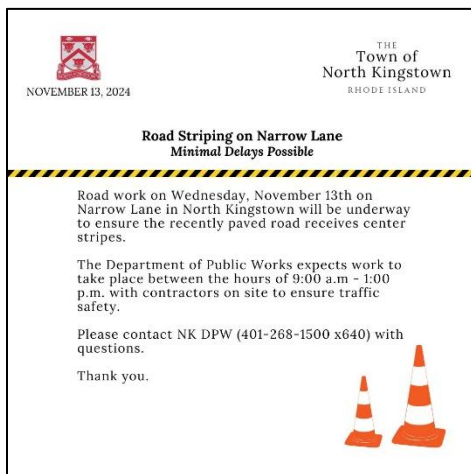 NOVEMBER 13, 2024
THE
Town of
North Kingstown
RHODE ISLAND
Road Striping on Narrow Lane
Minimal Delays Possible
Road work on Wednesday, November 13th on
Narrow Lane in North Kingstown will be underway
to ensure the recently paved road receives center
stripes.
The Department of Public Works expects work to
take place between the hours of 9:00 a.m - 1:00
p.m. with contractors on site to ensure traffic
safety.
Please contact NK DPW (401-268-1500 x640) with
questions.
Thank you.